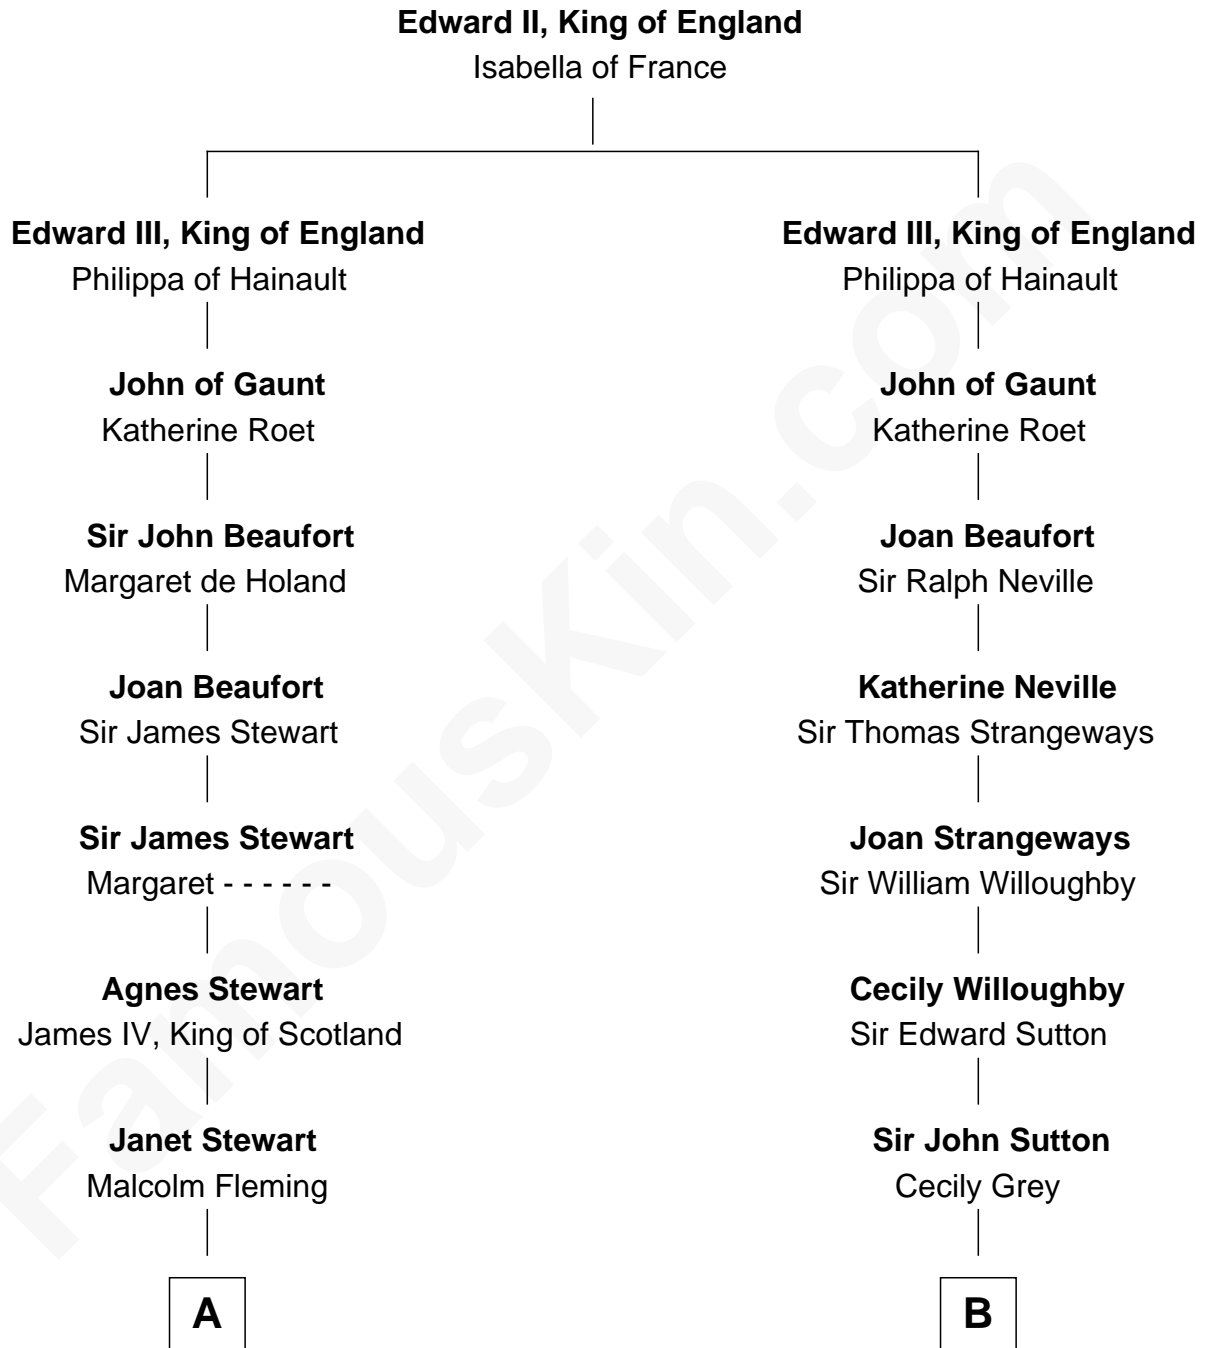 Edward II, King of England
Isabella of France
Edward III, King of England
Philippa of Hainault
John of Gaunt
Katherine Roet
Sir John Beaufort
Margaret de Holand
Joan Beaufort
Sir James Stewart
Sir James Stewart
Margaret - - - - - -
Agnes Stewart
James IV, King of Scotland
Janet Stewart
Malcolm Fleming
A
Edward III, King of England
Philippa of Hainault
John of Gaunt
Katherine Roet
Joan Beaufort
Sir Ralph Neville
Katherine Neville
Sir Thomas Strangeways
Joan Strangeways
Sir William Willoughby
Cecily Willoughby
Sir Edward Sutton
Sir John Sutton
Cecily Grey
B
FamousKin.com